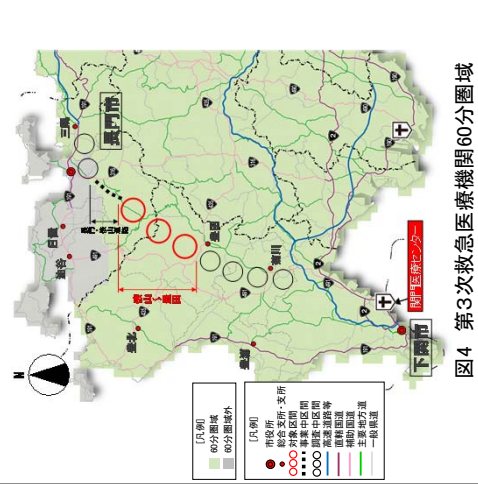 N
三隅
長門市
日置
油谷
長門・俵山道路
俵山～豊田
豊北
豊田
菊川
豊浦
2
2
2
関門医療センター
下関市
[凡例]
60分圏域
60分圏域外
[凡例]
市役所
総合支所・支所
対象区間
事業中区間
調査中区間
高速道路等
直轄国道
補助国道
主要地方道
一般県道
図4 第3次救急医療機関60分圏域